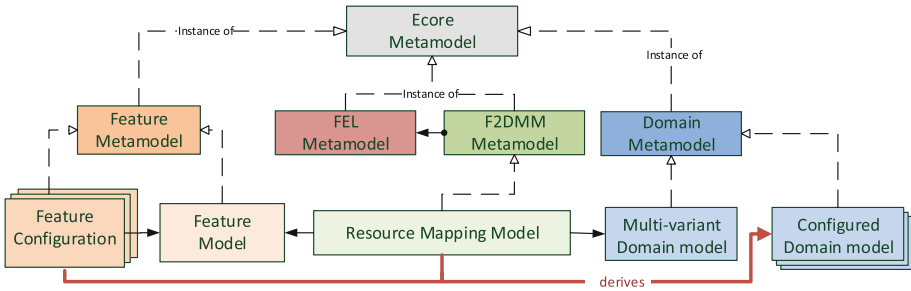 Ecore
Metamodel
Instance of
Instance of
Instance of
Feature
Metamodel
FEL
Metamodel
F2DMM
Metamodel
Domain
Metamodel
Feature
Configuration
Feature
Model
Resource Mapping Model
Multi-variant
Domain model
Configured
Domain model
derives